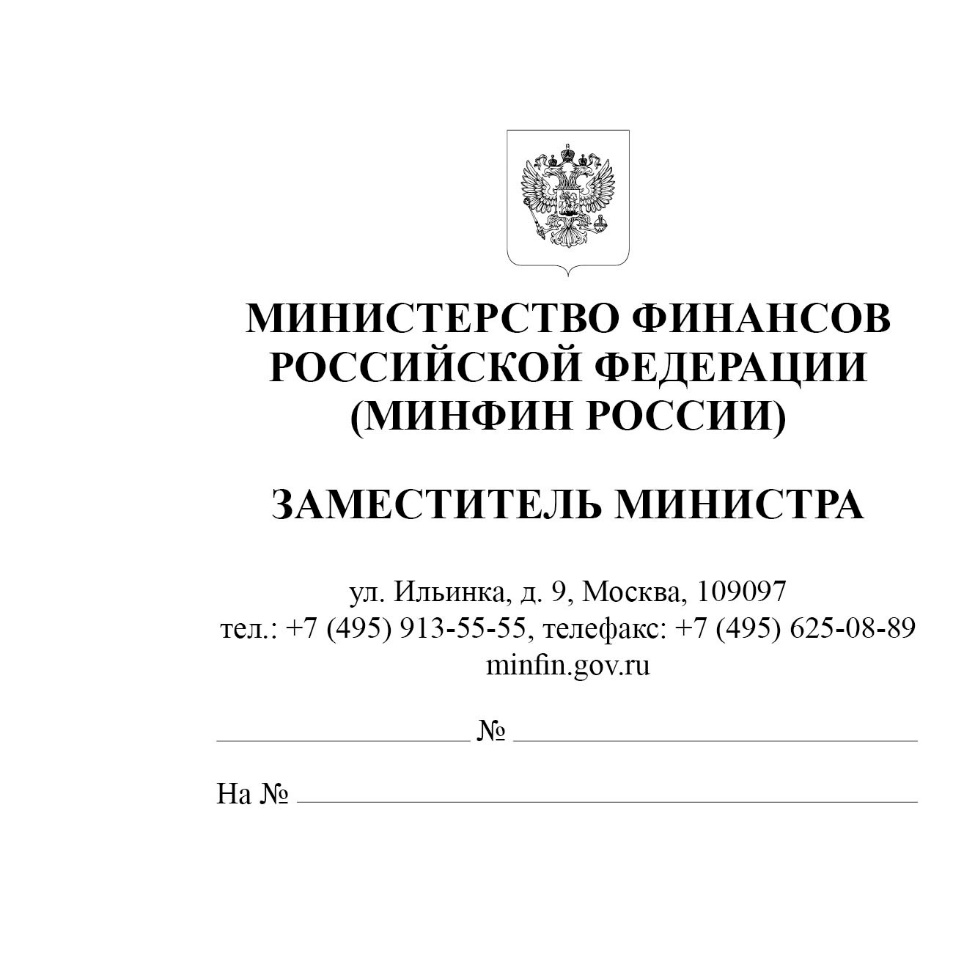 МИНИСТЕРСТВО ФИНАНСОВ
РОССИЙСКОЙ ФЕДЕРАЦИИ
(МИНФИН РОССИИ)
ЗАМЕСТИТЕЛЬ МИНИСТРА
ул. Ильинка, д. 9, Москва, 109097
тел.: +7 (495) 913-55-55, телефакс: +7 (495) 625-08-89
minfin.gov.ru
№
На №